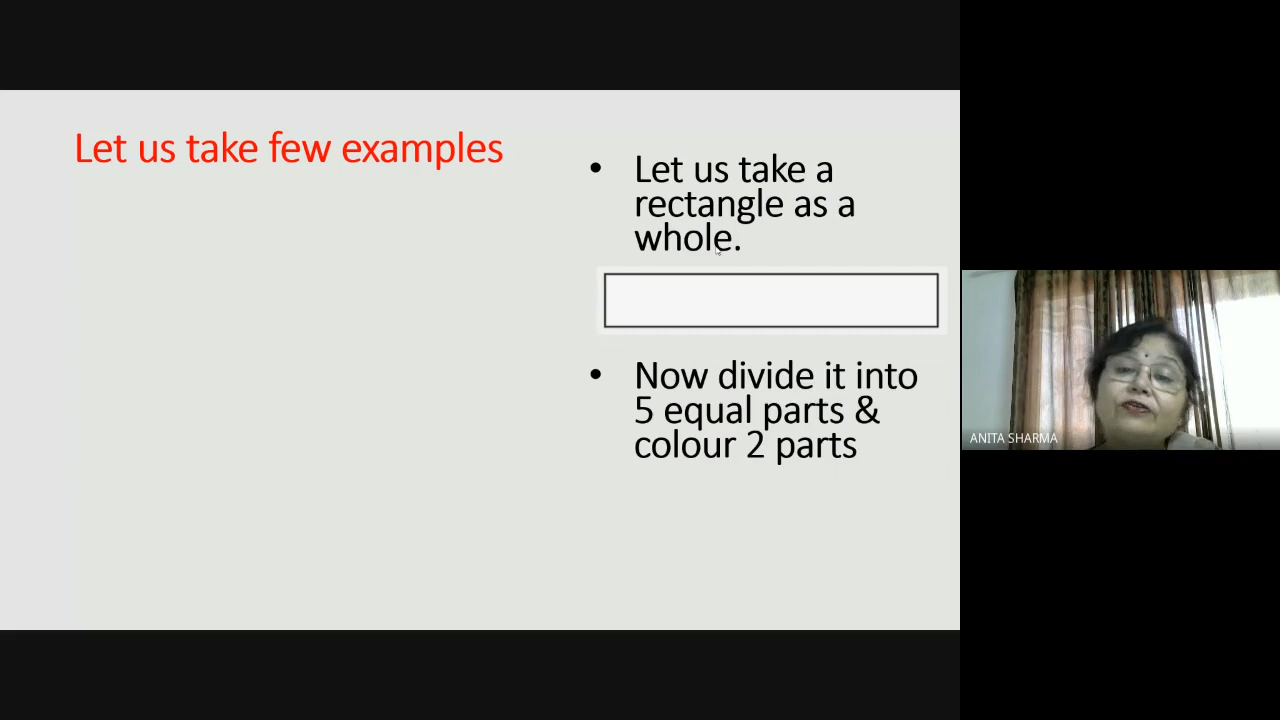 Let us take few examples
• Let us take a
rectangle as a
whole.
• Now divide it into
5 equal parts &
colour 2 parts
ANITA SHARMA